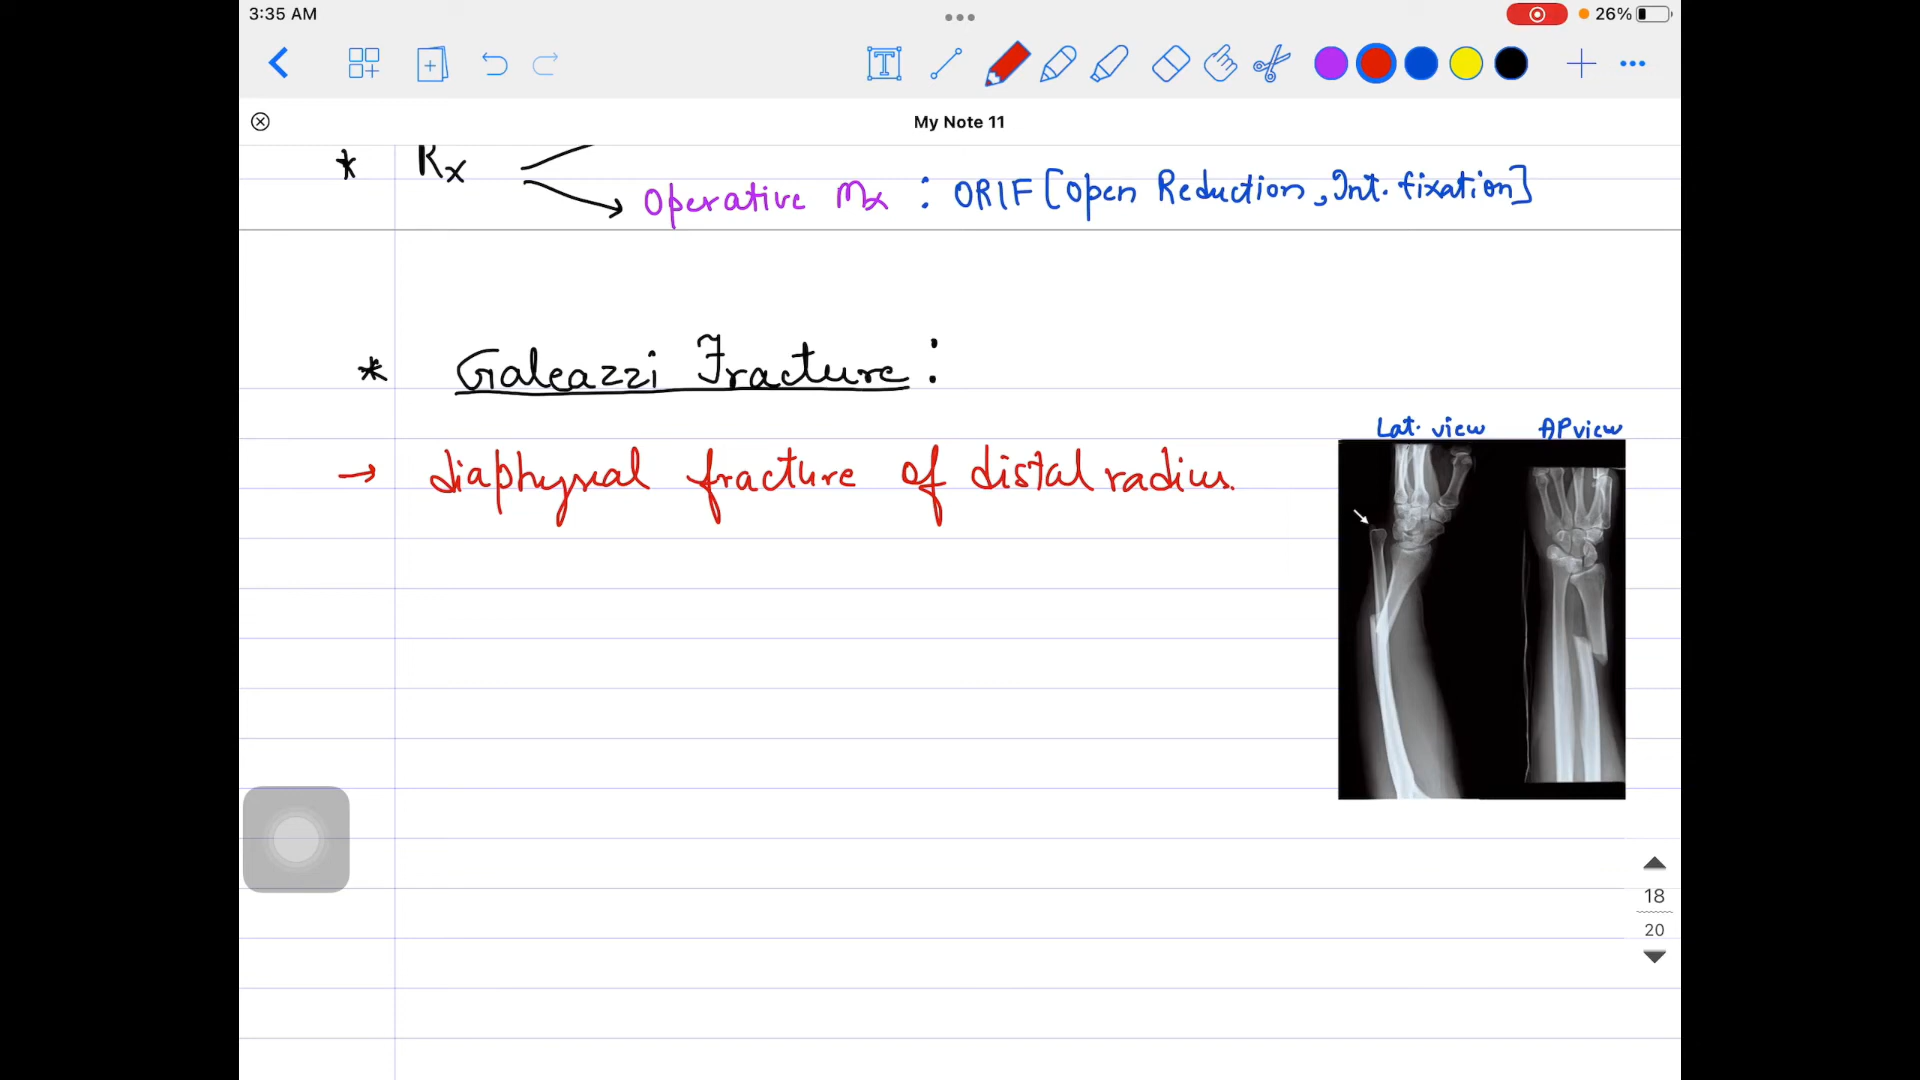 3:35 AM
26%
My Note 11
* Rx
Operative Mx : ORIF [Open Reduction, Int. fixation]
* Galeazzi Fracture :
Lat. view AP view
→ diaphyseal fracture of distal radius.
18
20